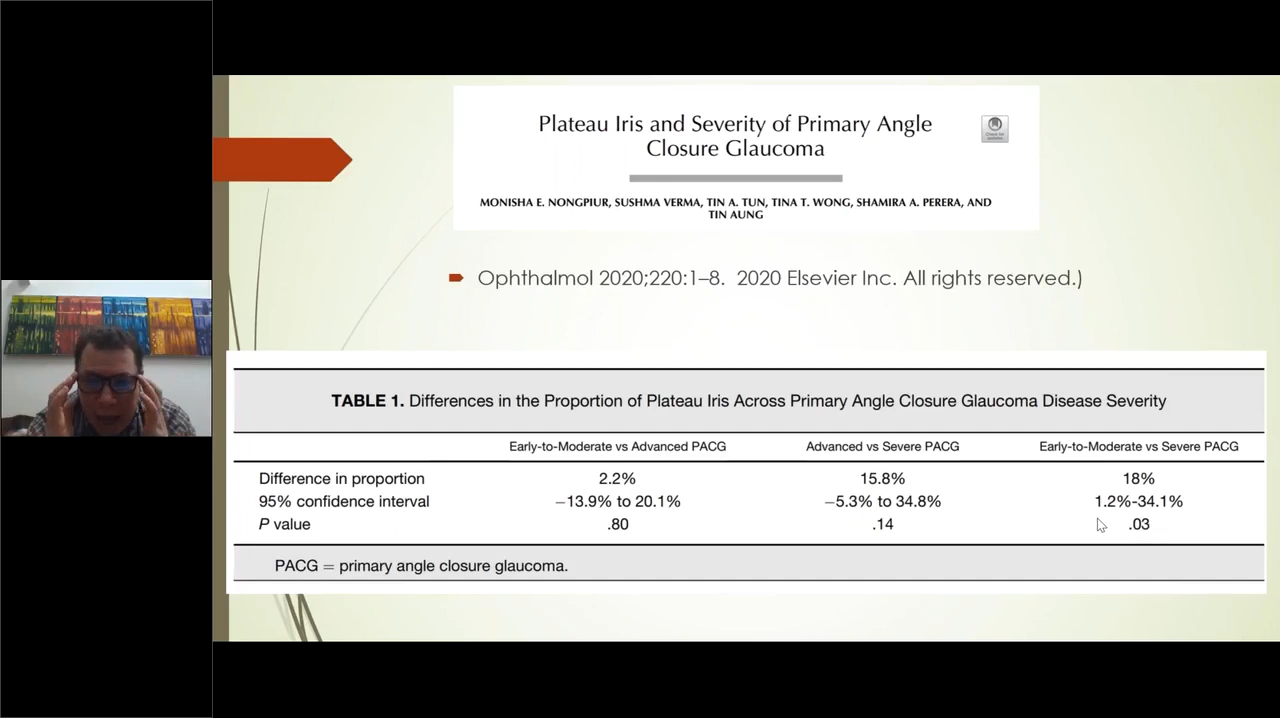 Plateau Iris and Severity of Primary Angle
Closure Glaucoma
Check for
updates
MONISHA E. NONGPIUR, SUSHMA VERMA, TIN A. TUN, TINA T. WONG, SHAMIRA A. PERERA, AND
TIN AUNG
Ophthalmol 2020;220:1–8. 2020 Elsevier Inc. All rights reserved.)
TABLE 1. Differences in the Proportion of Plateau Iris Across Primary Angle Closure Glaucoma Disease Severity
Early-to-Moderate vs Advanced PACG Advanced vs Severe PACG Early-to-Moderate vs Severe PACG
Difference in proportion 2.2% 15.8% 18%
95% confidence interval −13.9% to 20.1% −5.3% to 34.8% 1.2%-34.1%
P value .80 .14 .03
PACG = primary angle closure glaucoma.